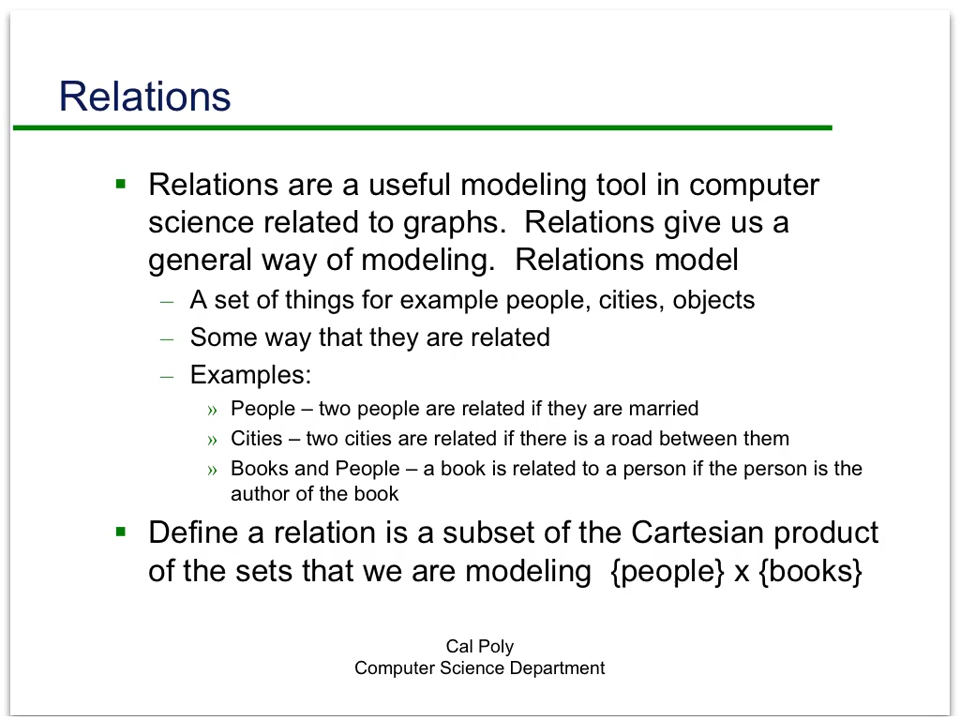 Relations
▪ Relations are a useful modeling tool in computer
science related to graphs.  Relations give us a
general way of modeling.  Relations model
– A set of things for example people, cities, objects
– Some way that they are related
– Examples:
» People – two people are related if they are married
» Cities – two cities are related if there is a road between them
» Books and People – a book is related to a person if the person is the
author of the book
▪ Define a relation is a subset of the Cartesian product
of the sets that we are modeling  {people} x {books}
Cal Poly
Computer Science Department